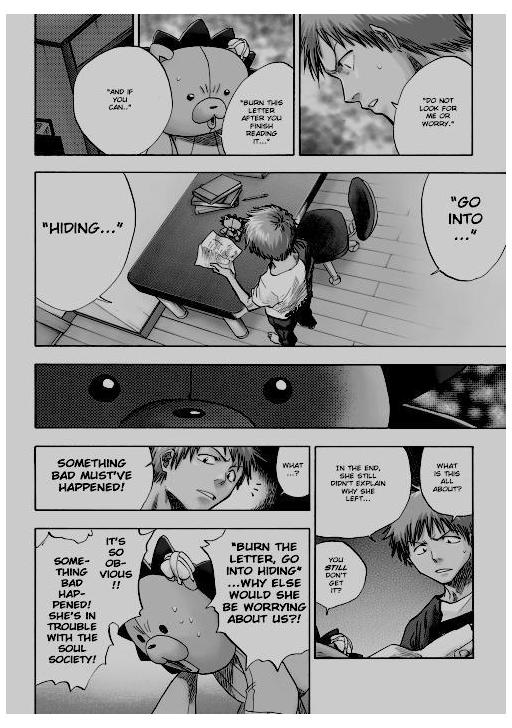 "DO NOT
LOOK FOR
ME OR
WORRY."
"BURN THIS
LETTER
AFTER YOU
FINISH
READING
IT..."
"AND IF
YOU
CAN..."
"GO
INTO
..."
"HIDING..."
WHAT
IS THIS
ALL
ABOUT?
IN THE END,
SHE STILL
DIDN'T EXPLAIN
WHY SHE
LEFT...
YOU
STILL
DON'T
GET
IT?
WHAT
...?
SOMETHING
BAD MUST'VE
HAPPENED!
"BURN THE
LETTER, GO
INTO HIDING"
...WHY ELSE
WOULD SHE
BE WORRYING
ABOUT US?!
IT'S
SO
OB-
VIOUS
!!
SOME-
THING
BAD
HAP-
PENED!
SHE'S IN
TROUBLE
WITH THE
SOUL
SOCIETY!